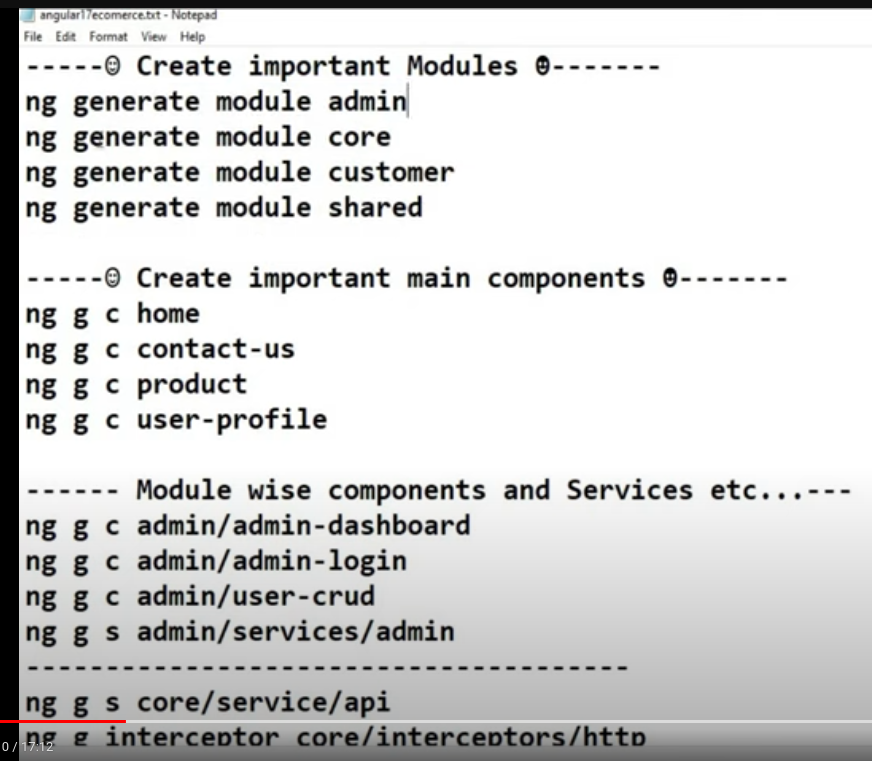 angular17ecomerce.txt - Notepad
File Edit Format View Help
-----☺ Create important Modules ☻-------
ng generate module admin
ng generate module core
ng generate module customer
ng generate module shared
-----☺ Create important main components ☻-------
ng g c home
ng g c contact-us
ng g c product
ng g c user-profile
------ Module wise components and Services etc...---
ng g c admin/admin-dashboard
ng g c admin/admin-login
ng g c admin/user-crud
ng g s admin/services/admin
--------------------------------------
ng g s core/service/api
ng g interceptor core/interceptors/http
0 / 17:12